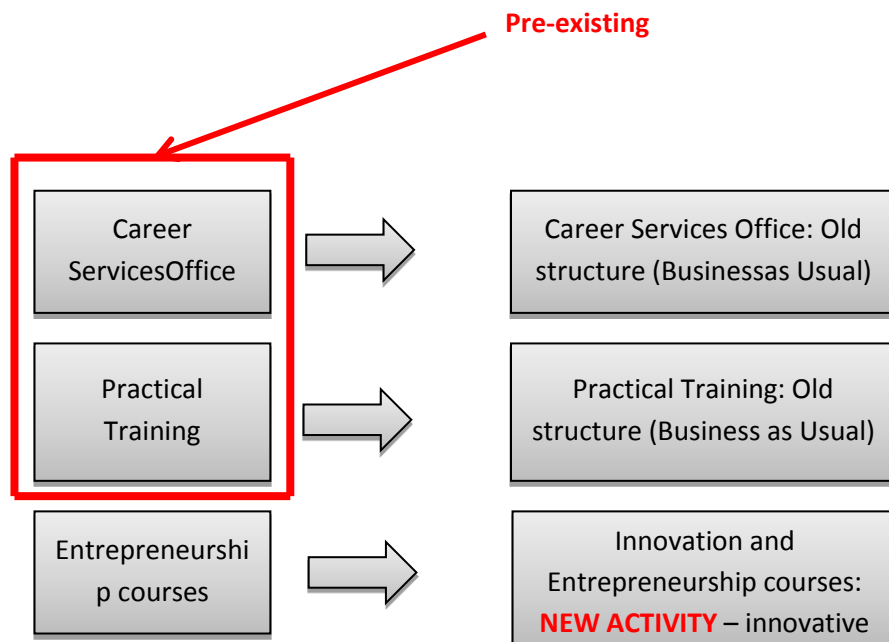 Pre-existing
Career
ServicesOffice
Career Services Office: Old
structure (Businessas Usual)
Practical
Training
Practical Training: Old
structure (Business as Usual)
Entrepreneurshi
p courses
Innovation and
Entrepreneurship courses:
NEW ACTIVITY – innovative